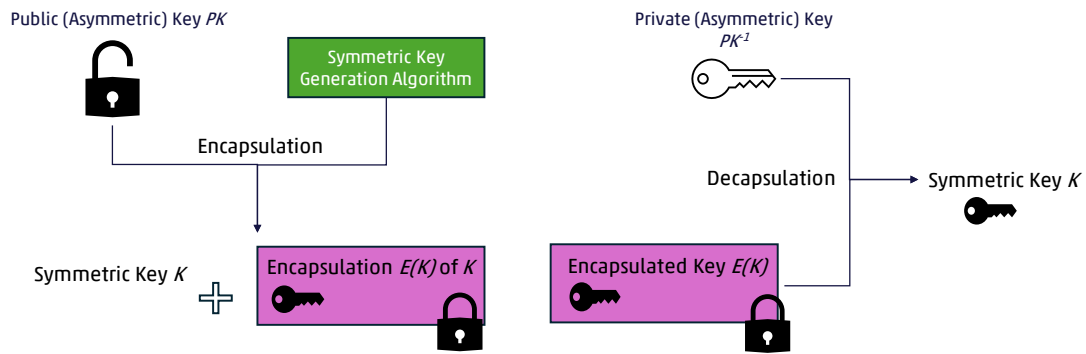 Public (Asymmetric) Key PK
Symmetric Key
Generation Algorithm
Encapsulation
Symmetric Key K
Encapsulation E(K) of K
Private (Asymmetric) Key
PK⁻¹
Decapsulation
Symmetric Key K
Encapsulated Key E(K)